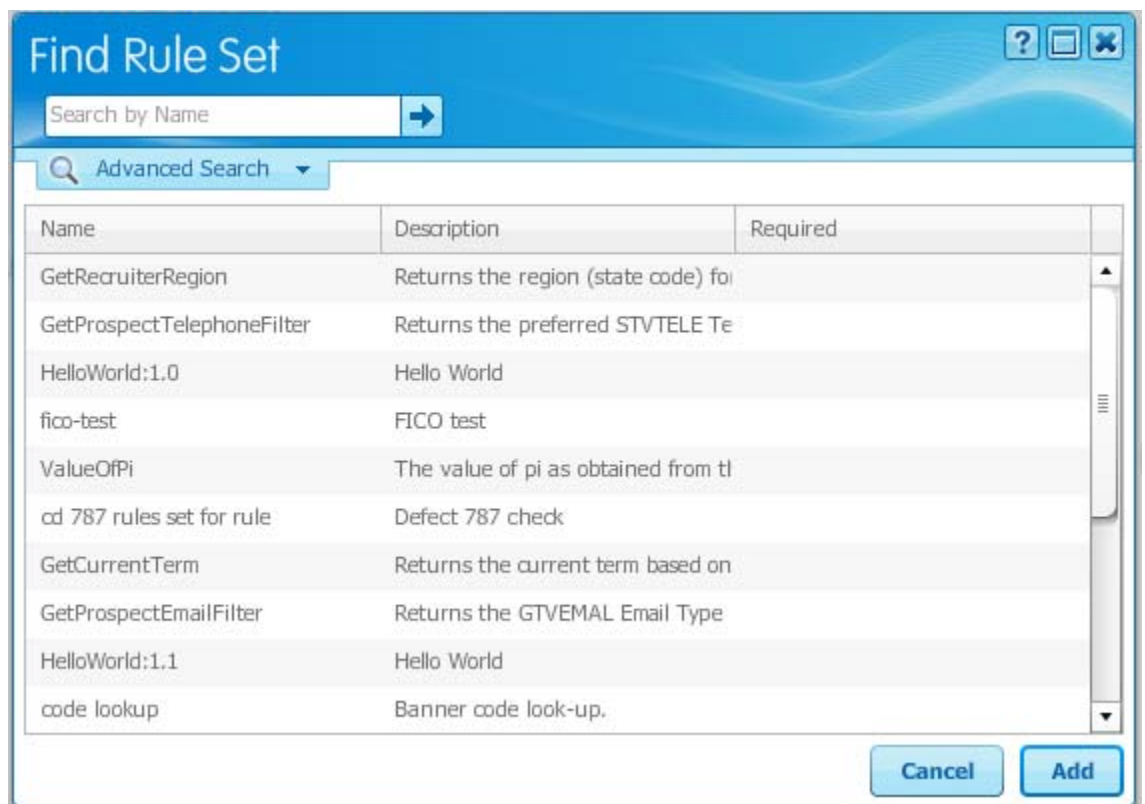 Find Rule Set
?
Search by Name
Advanced Search
Name Description Required
GetRecruiterRegion Returns the region (state code) for
GetProspectTelephoneFilter Returns the preferred STVTELE Te
HelloWorld:1.0 Hello World
fico-test FICO test
ValueOfPi The value of pi as obtained from th
cd 787 rules set for rule Defect 787 check
GetCurrentTerm Returns the current term based on
GetProspectEmailFilter Returns the GTVEMAL Email Type
HelloWorld:1.1 Hello World
code lookup Banner code look-up.
Cancel Add